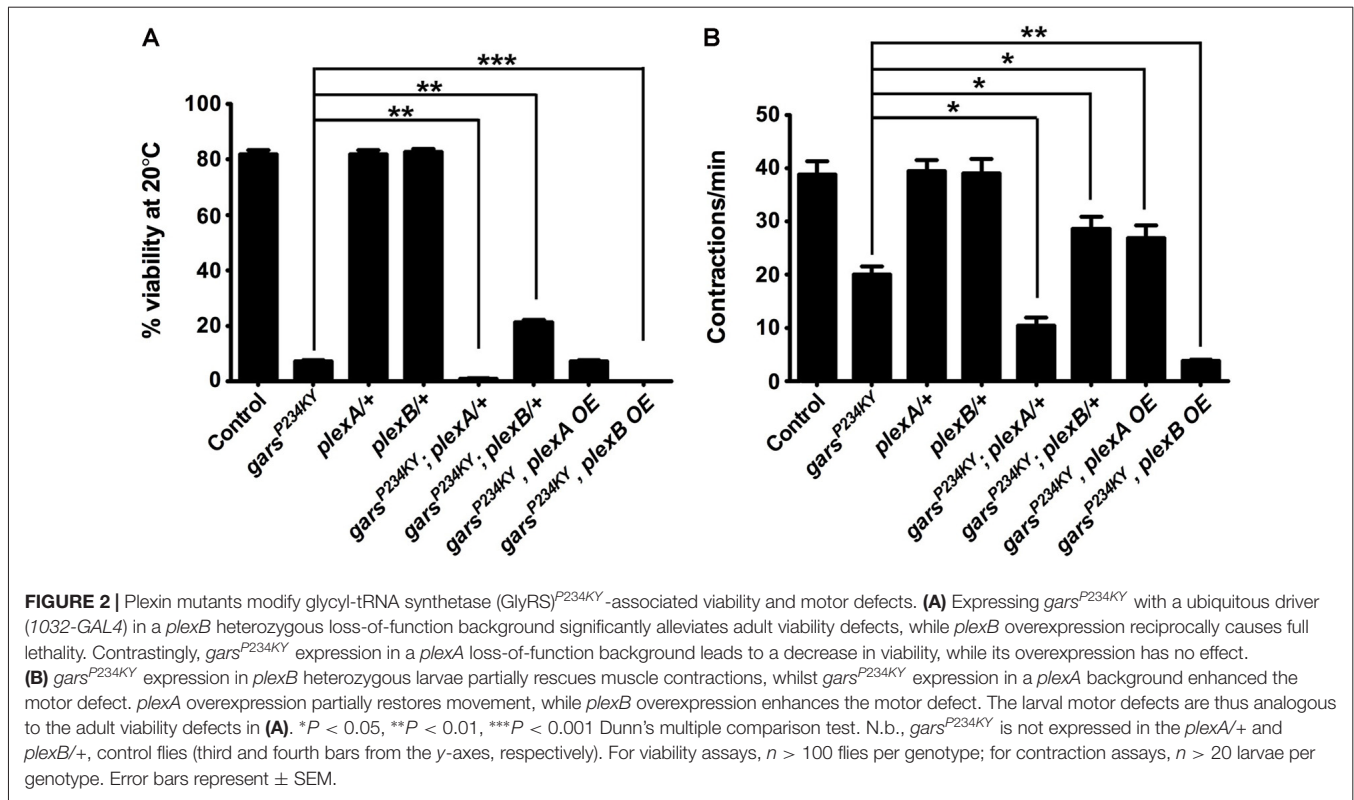 A
***
**
**
% viability at 20°C
100
80
60
40
20
0
Control
gars^P234KY
plexA/+
plexB/+
gars^P234KY ; plexA/+
gars^P234KY ; plexB/+
gars^P234KY , plexA OE
gars^P234KY , plexB OE
B
**
*
*
*
Contractions/min
50
40
30
20
10
0
Control
gars^P234KY
plexA/+
plexB/+
gars^P234KY ; plexA/+
gars^P234KY ; plexB/+
gars^P234KY , plexA OE
gars^P234KY , plexB OE
FIGURE 2 | Plexin mutants modify glycyl-tRNA synthetase (GlyRS)^P234KY-associated viability and motor defects. (A) Expressing gars^P234KY with a ubiquitous driver
(1032-GAL4) in a plexB heterozygous loss-of-function background significantly alleviates adult viability defects, while plexB overexpression reciprocally causes full
lethality. Contrastingly, gars^P234KY expression in a plexA loss-of-function background leads to a decrease in viability, while its overexpression has no effect.
(B) gars^P234KY expression in plexB heterozygous larvae partially rescues muscle contractions, whilst gars^P234KY expression in a plexA background enhanced the
motor defect. plexA overexpression partially restores movement, while plexB overexpression enhances the motor defect. The larval motor defects are thus analogous
to the adult viability defects in (A). *P < 0.05, **P < 0.01, ***P < 0.001 Dunn's multiple comparison test. N.b., gars^P234KY is not expressed in the plexA/+ and
plexB/+, control flies (third and fourth bars from the y-axes, respectively). For viability assays, n > 100 flies per genotype; for contraction assays, n > 20 larvae per
genotype. Error bars represent ± SEM.